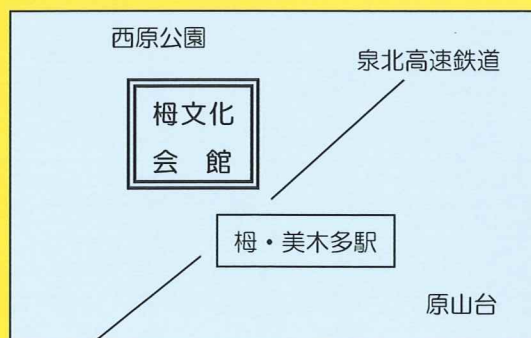 西原公園
泉北高速鉄道
栂文化
会　館
栂・美木多駅
原山台